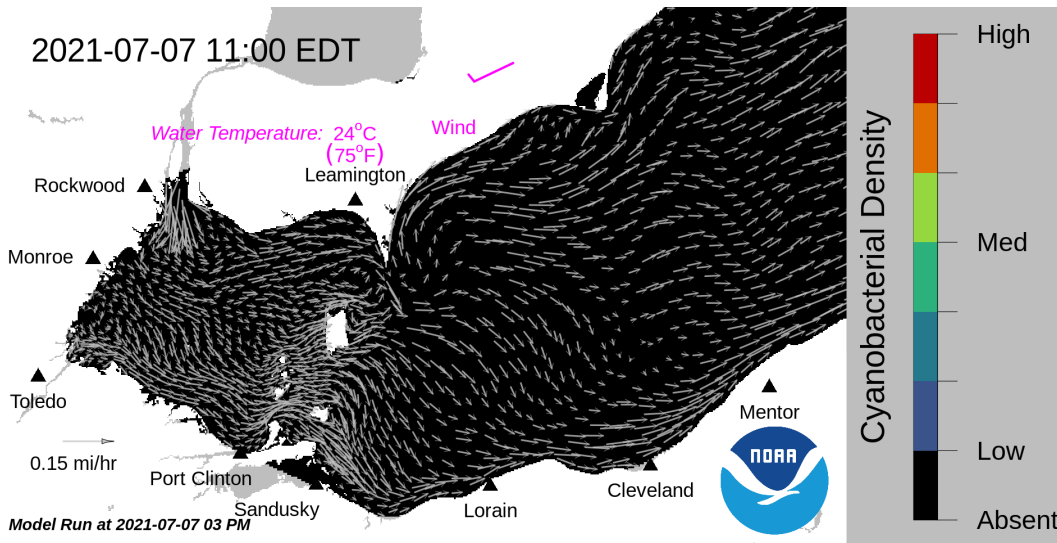 2021-07-07 11:00 EDT
High
Wind
Water Temperature: 24°C
(75°F)
Leamington
Rockwood
Monroe
Med
Cyanobacterial Density
Toledo
Mentor
0.15 mi/hr
NOAA
Low
Port Clinton
Cleveland
Sandusky
Lorain
Absent
Model Run at 2021-07-07 03 PM